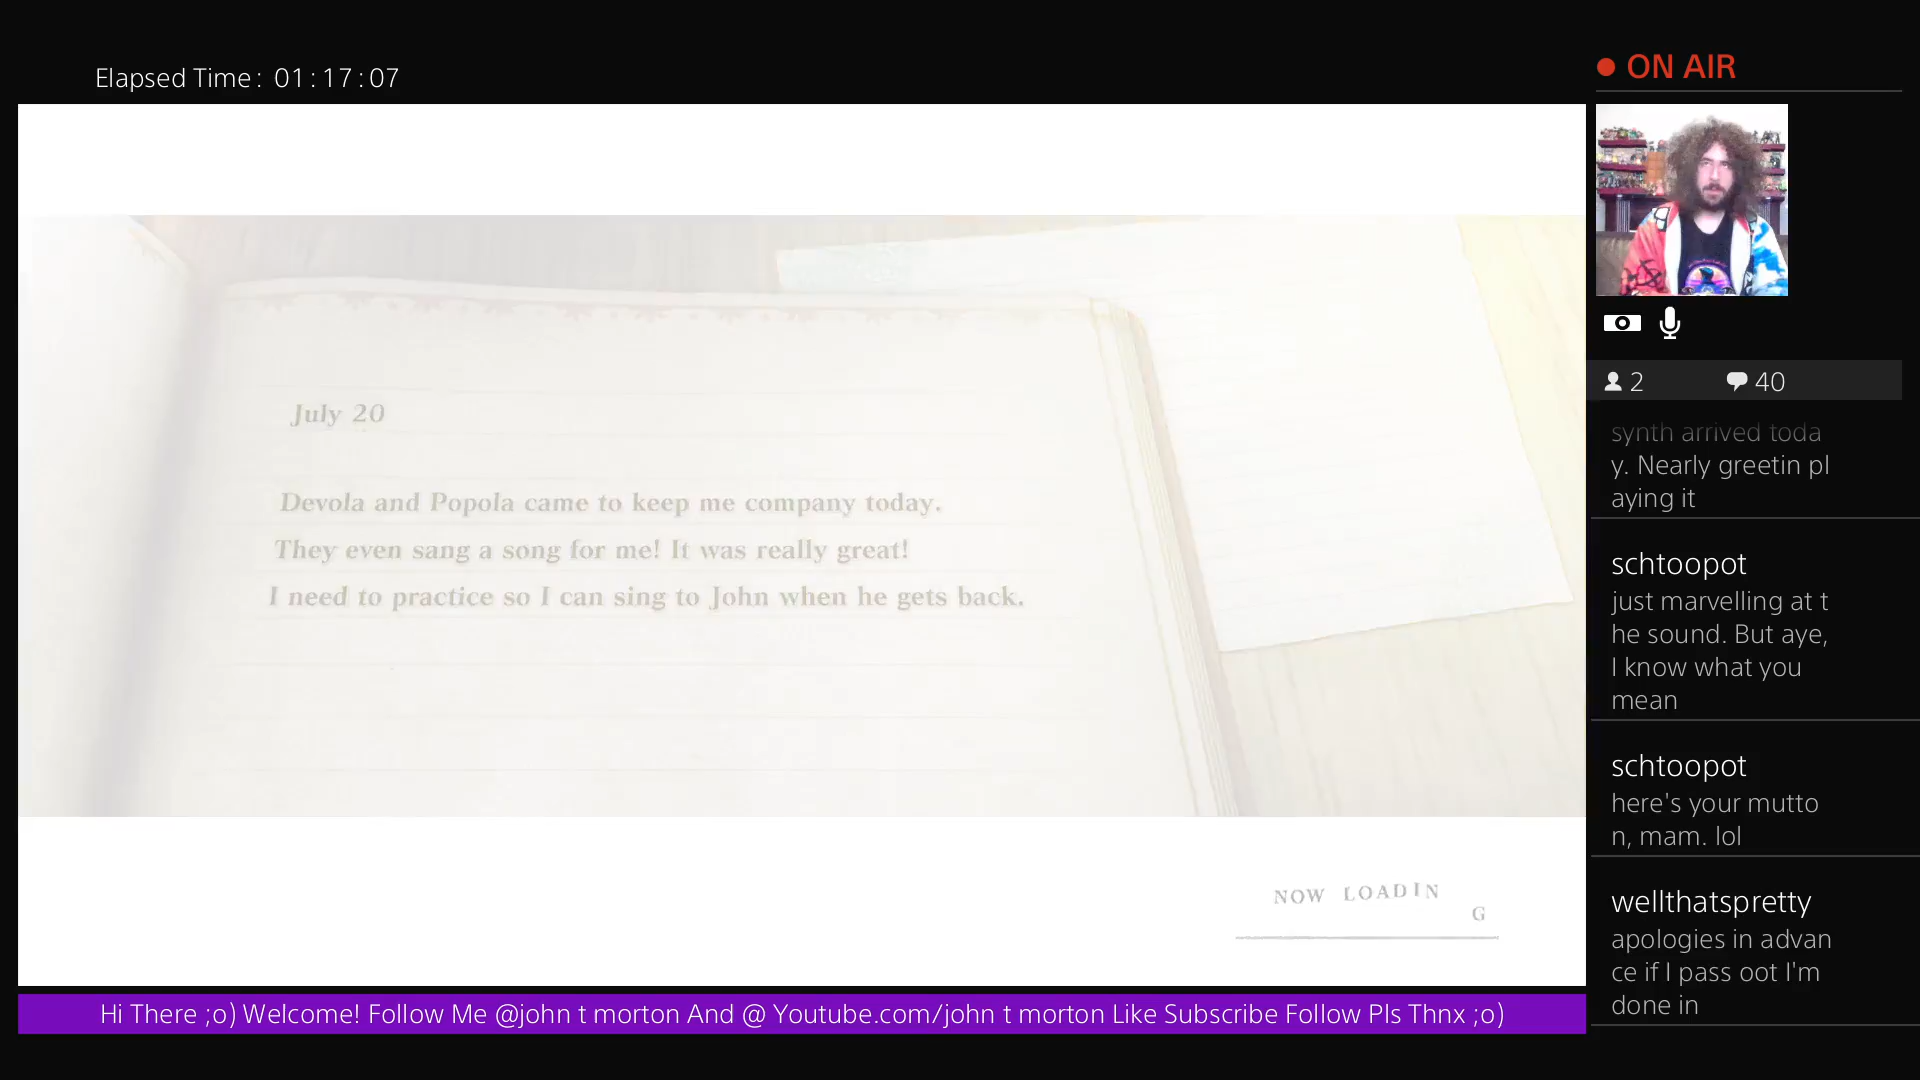 Elapsed Time: 01:17:07
ON AIR
July 20
Devola and Popola came to keep me company today.
They even sang a song for me! It was really great!
I need to practice so I can sing to John when he gets back.
NOW LOADING
Hi There ;o) Welcome! Follow Me @john t morton And @ Youtube.com/john t morton Like Subscribe Follow Pls Thnx ;o)
2
40
synth arrived toda
y. Nearly greetin pl
aying it
schtoopot
just marvelling at t
he sound. But aye,
I know what you
mean
schtoopot
here's your mutto
n, mam. lol
wellthatspretty
apologies in advan
ce if I pass oot I'm
done in